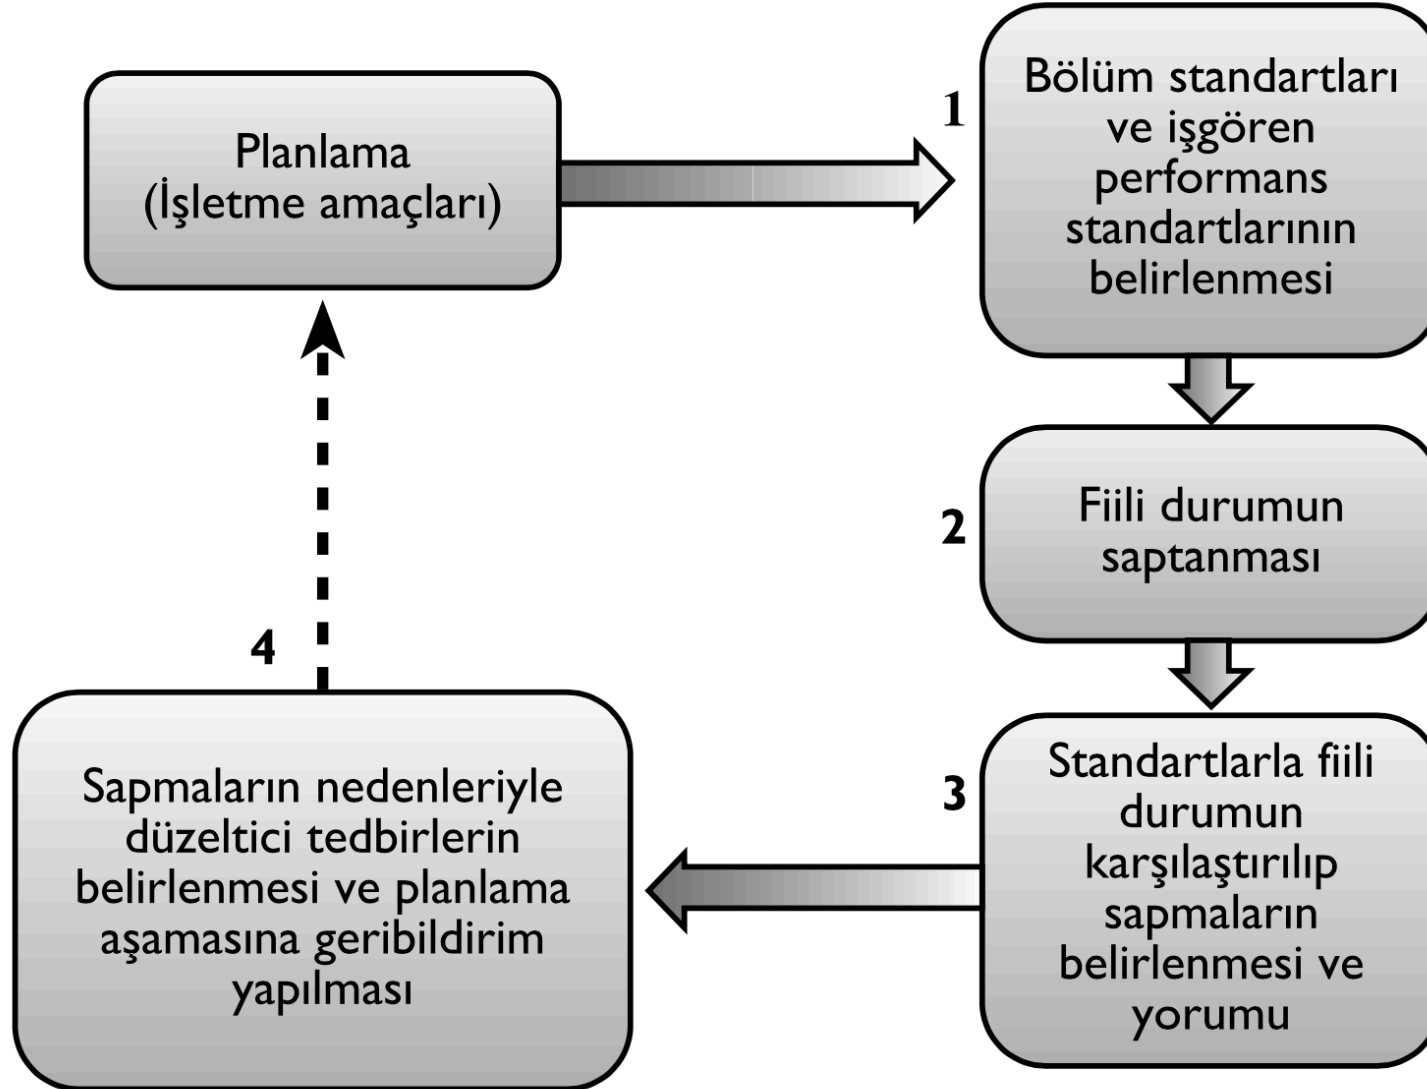 Planlama
(İşletme amaçları)
1
Bölüm standartları
ve işgören
performans
standartlarının
belirlenmesi
2
Fiili durumun
saptanması
3
Standartlarla fiili
durumun
karşılaştırılıp
sapmaların
belirlenmesi ve
yorumu
4
Sapmaların nedenleriyle
düzeltici tedbirlerin
belirlenmesi ve planlama
aşamasına geribildirim
yapılması